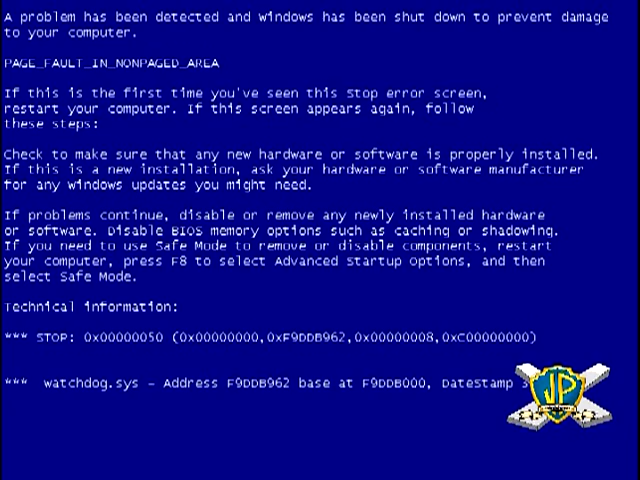 A problem has been detected and windows has been shut down to prevent damage
to your computer.
PAGE_FAULT_IN_NONPAGED_AREA
If this is the first time you've seen this Stop error screen,
restart your computer. If this screen appears again, follow
these steps:
Check to make sure that any new hardware or software is properly installed.
If this is a new installation, ask your hardware or software manufacturer
for any windows updates you might need.
If problems continue, disable or remove any newly installed hardware
or software. Disable BIOS memory options such as caching or shadowing.
If you need to use Safe Mode to remove or disable components, restart
your computer, press F8 to select Advanced Startup Options, and then
select Safe Mode.
Technical information:
*** STOP: 0x00000050 (0x00000000,0xF9DDB962,0x00000008,0xC00000000)
*** watchdog.sys - Address F9DDB962 base at F9DDB000, DateStamp 3
JP